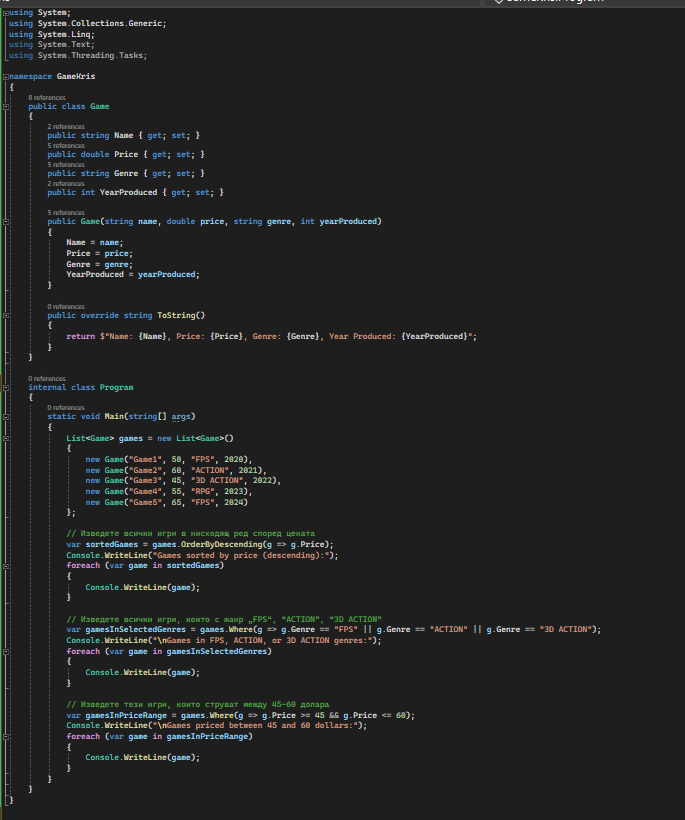 using System;
using System.Collections.Generic;
using System.Linq;
using System.Text;
using System.Threading.Tasks;
namespace GameKris
{
8 references
public class Game
{
2 references
public string Name { get; set; }
5 references
public double Price { get; set; }
5 references
public string Genre { get; set; }
2 references
public int YearProduced { get; set; }
5 references
public Game(string name, double price, string genre, int yearProduced)
{
Name = name;
Price = price;
Genre = genre;
YearProduced = yearProduced;
}
0 references
public override string ToString()
{
return $"Name: {Name}, Price: {Price}, Genre: {Genre}, Year Produced: {YearProduced}";
}
}
0 references
internal class Program
{
0 references
static void Main(string[] args)
{
List<Game> games = new List<Game>()
{
new Game("Game1", 50, "FPS", 2020),
new Game("Game2", 60, "ACTION", 2021),
new Game("Game3", 45, "3D ACTION", 2022),
new Game("Game4", 55, "RPG", 2023),
new Game("Game5", 65, "FPS", 2024)
};
// Изведете всички игри в нисходящ ред според цената
var sortedGames = games.OrderByDescending(g => g.Price);
Console.WriteLine("Games sorted by price (descending):");
foreach (var game in sortedGames)
{
Console.WriteLine(game);
}
// Изведете всички игри, които с жанр „FPS“, “ACTION”, “3D ACTION”
var gamesInSelectedGenres = games.Where(g => g.Genre == "FPS" || g.Genre == "ACTION" || g.Genre == "3D ACTION");
Console.WriteLine("\nGames in FPS, ACTION, or 3D ACTION genres:");
foreach (var game in gamesInSelectedGenres)
{
Console.WriteLine(game);
}
// Изведете тези игри, които струват между 45-60 долара
var gamesInPriceRange = games.Where(g => g.Price >= 45 && g.Price <= 60);
Console.WriteLine("\nGames priced between 45 and 60 dollars:");
foreach (var game in gamesInPriceRange)
{
Console.WriteLine(game);
}
}
}
}